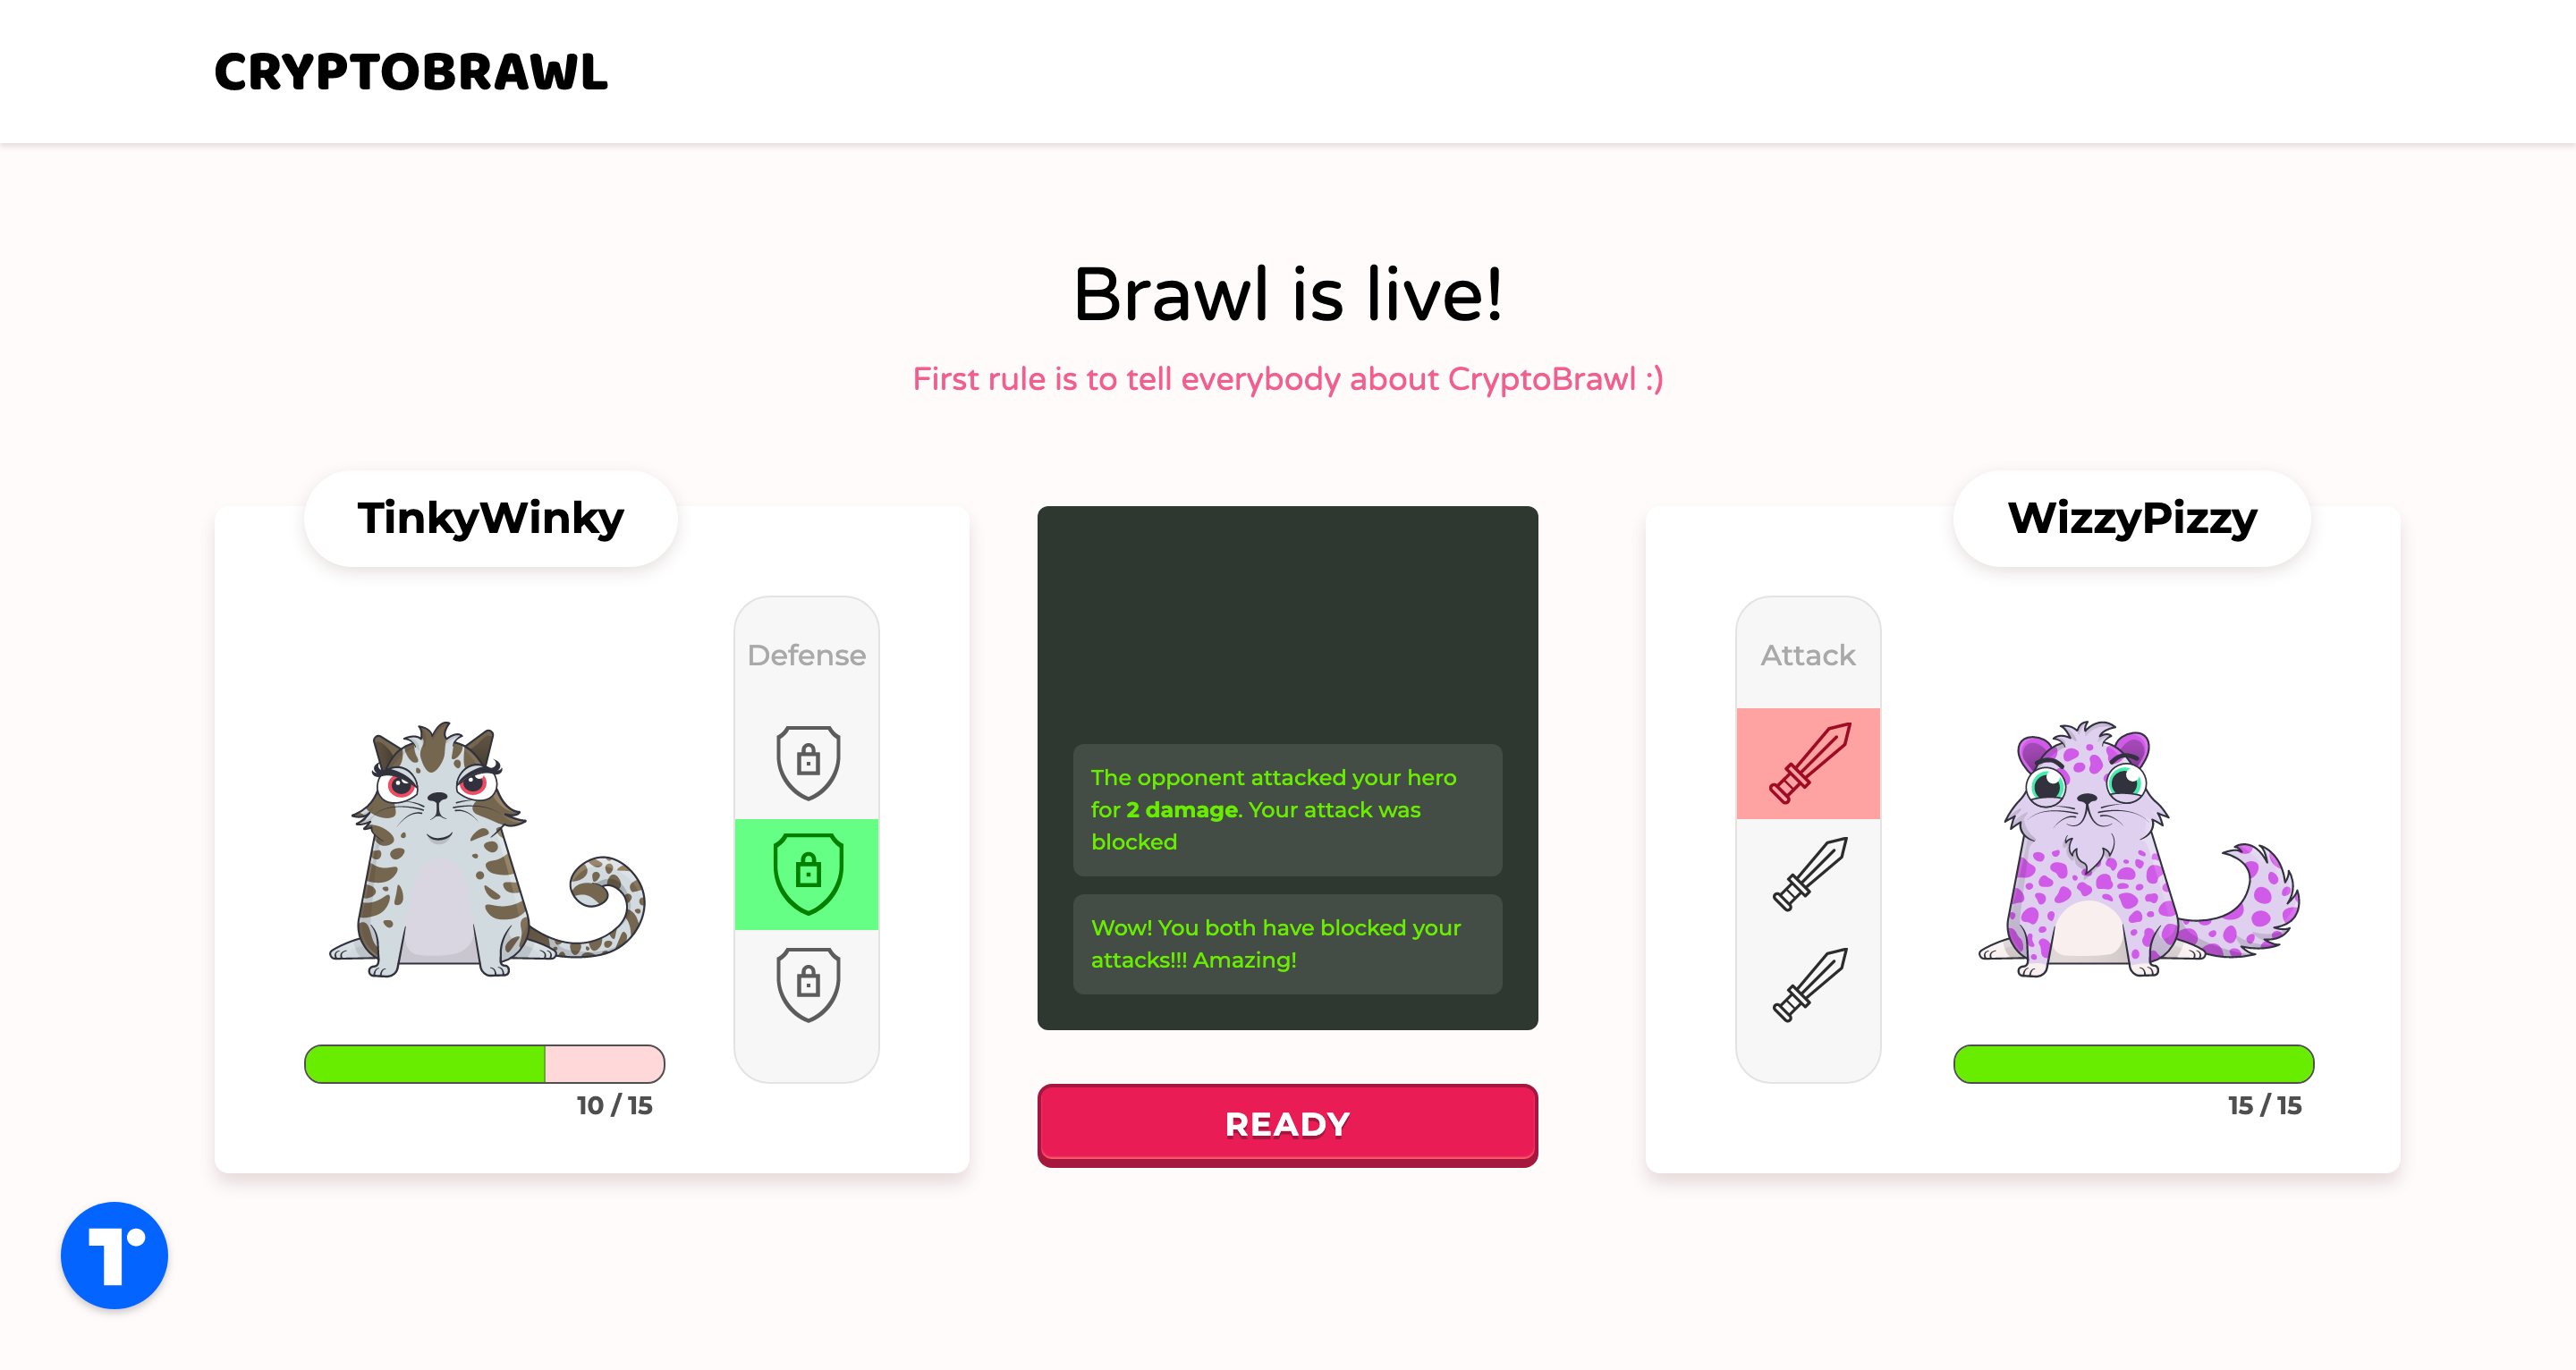 CRYPTOBRAWL
Brawl is live!
First rule is to tell everybody about CryptoBrawl :)
TinkyWinky
Defense
10 / 15
The opponent attacked your hero
for 2 damage. Your attack was
blocked
Wow! You both have blocked your
attacks!!! Amazing!
READY
WizzyPizzy
Attack
15 / 15
T